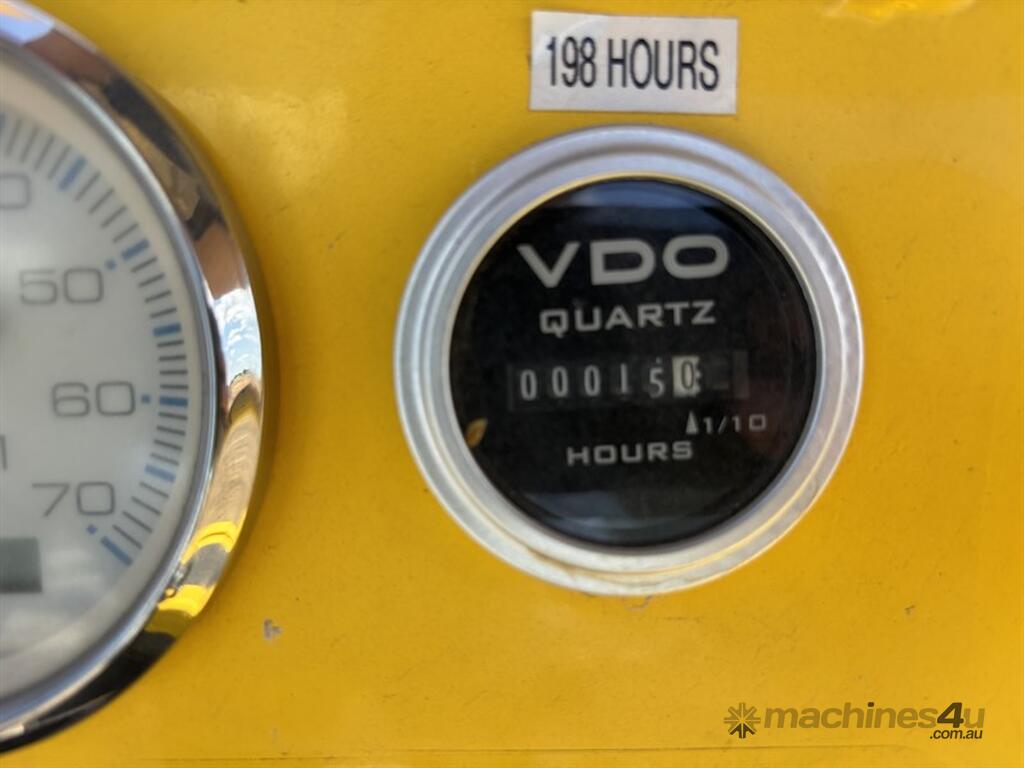 198 HOURS
VDO
QUARTZ
000150
1/10
HOURS
50
60
70
machines4u
.com.au